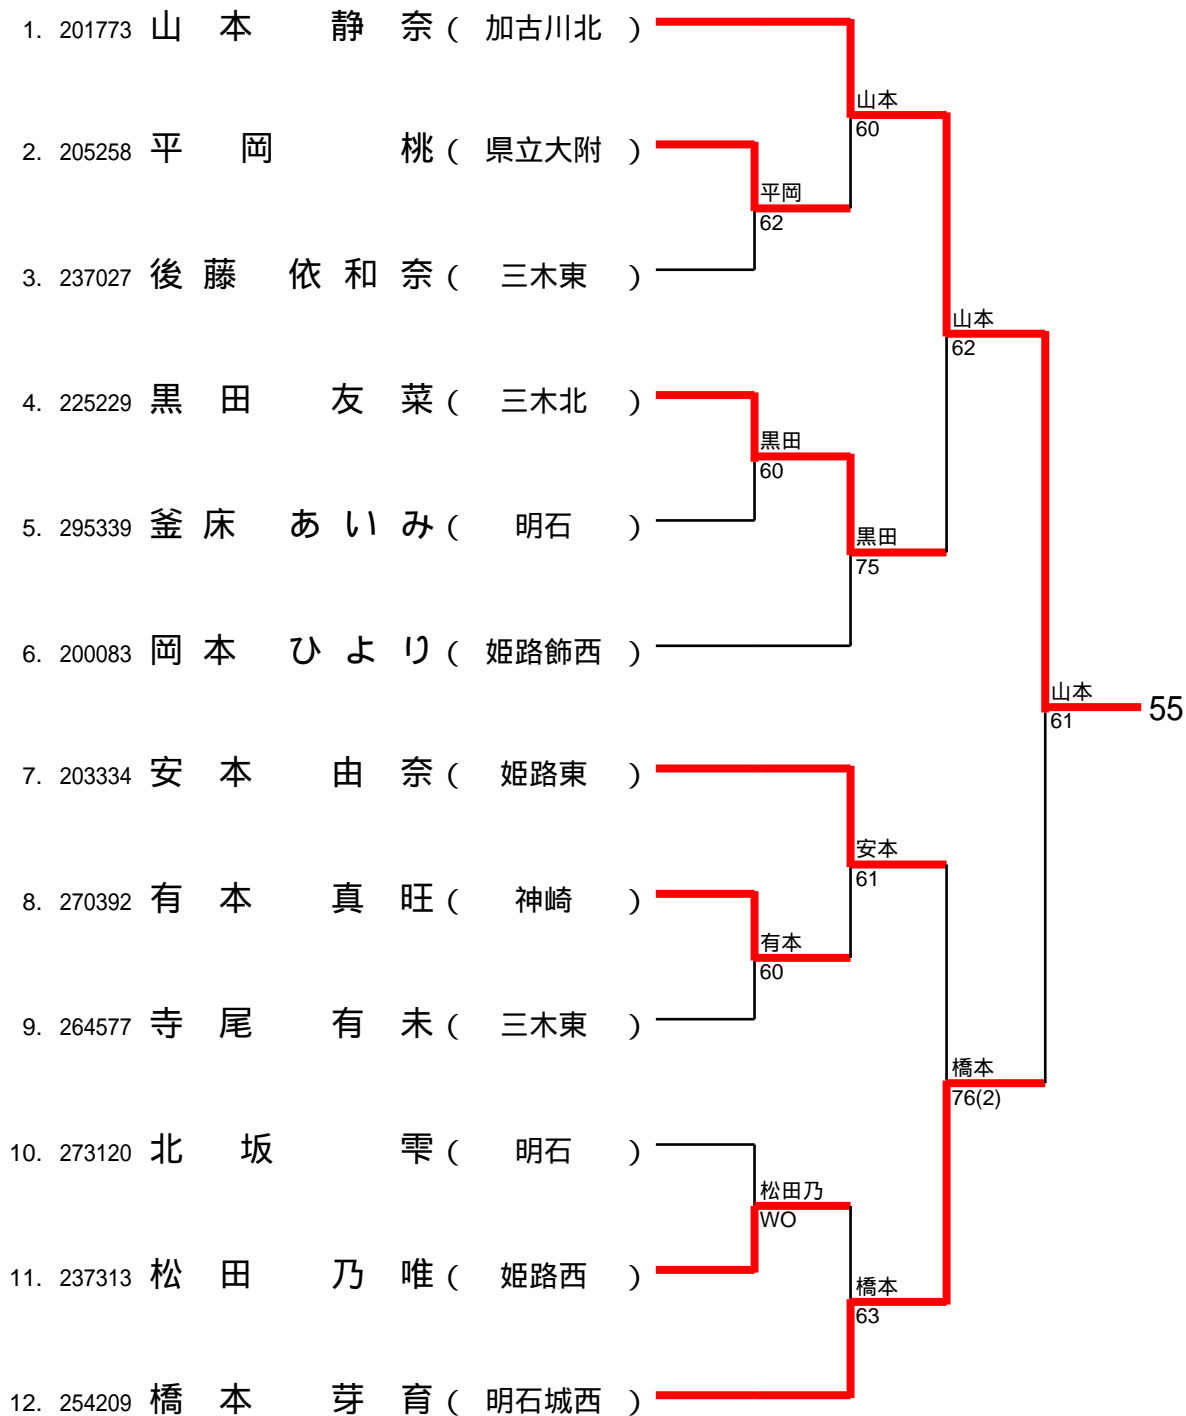 1. 201773 山本 静奈 ( 加古川北 )
山本
60
2. 205258 平岡 桃 ( 県立大附 )
平岡
62
3. 237027 後藤 依和奈 ( 三木東 )
山本
62
4. 225229 黒田 友菜 ( 三木北 )
黒田
60
5. 295339 釜床 あいみ ( 明石 )
黒田
75
6. 200083 岡本 ひより ( 姫路飾西 )
山本
61
55
7. 203334 安本 由奈 ( 姫路東 )
安本
61
8. 270392 有本 真旺 ( 神崎 )
有本
60
9. 264577 寺尾 有未 ( 三木東 )
橋本
76(2)
10. 273120 北坂 雫 ( 明石 )
松田乃
WO
11. 237313 松田 乃唯 ( 姫路西 )
橋本
63
12. 254209 橋本 芽育 ( 明石城西 )